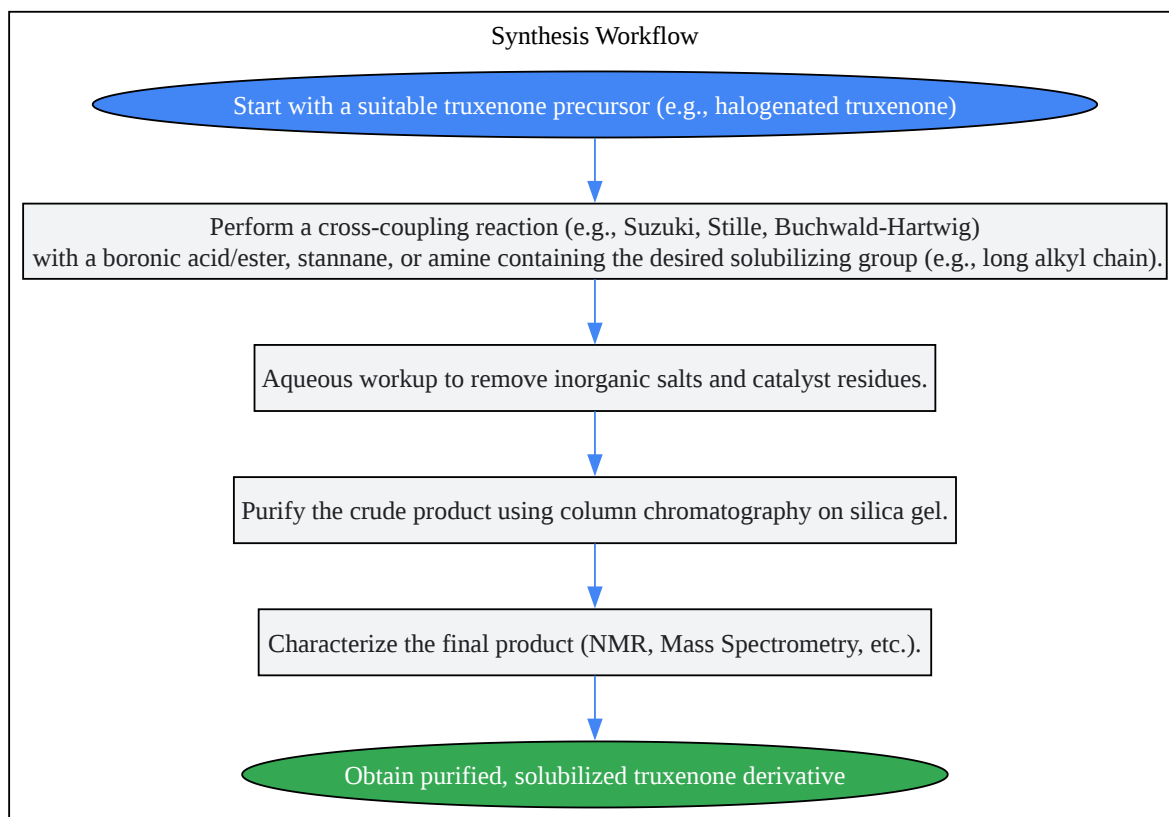 Synthesis Workflow
Start with a suitable truxenone precursor (e.g., halogenated truxenone)
Perform a cross-coupling reaction (e.g., Suzuki, Stille, Buchwald-Hartwig)
with a boronic acid/ester, stannane, or amine containing the desired solubilizing group (e.g., long alkyl chain).
Aqueous workup to remove inorganic salts and catalyst residues.
Purify the crude product using column chromatography on silica gel.
Characterize the final product (NMR, Mass Spectrometry, etc.).
Obtain purified, solubilized truxenone derivative